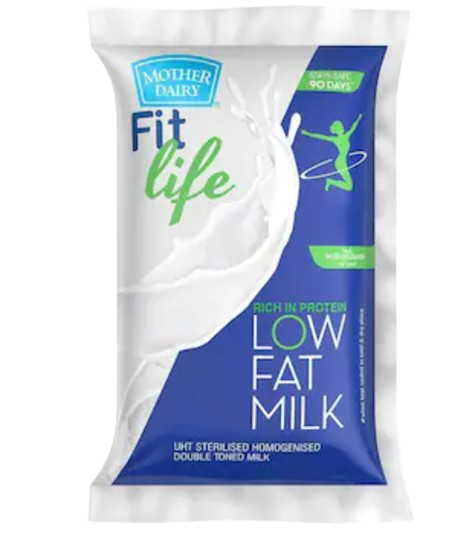 MOTHER
DAIRY
Fit
life
STAYS SAFE
90 DAYS*
RICH IN PROTEIN
LOW
FAT
MILK
UHT STERILISED HOMOGENISED
DOUBLE TONED MILK